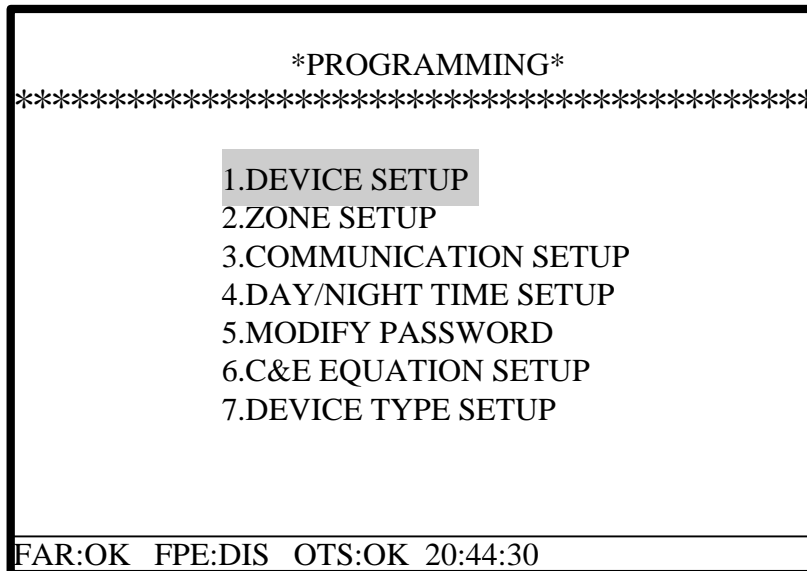 *PROGRAMMING*
*******************************************
1.DEVICE SETUP
2.ZONE SETUP
3.COMMUNICATION SETUP
4.DAY/NIGHT TIME SETUP
5.MODIFY PASSWORD
6.C&E EQUATION SETUP
7.DEVICE TYPE SETUP
FAR:OK FPE:DIS OTS:OK 20:44:30